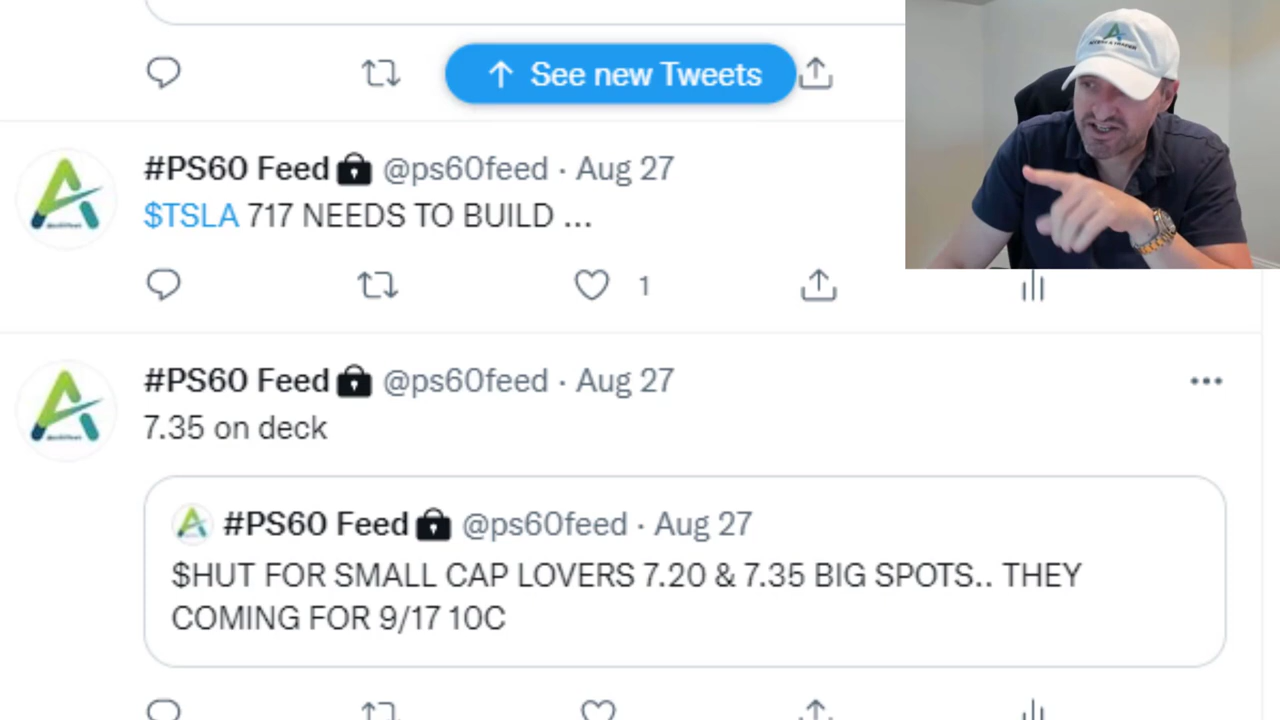 See new Tweets
#PS60 Feed @ps60feed · Aug 27
$TSLA 717 NEEDS TO BUILD ...
1
#PS60 Feed @ps60feed · Aug 27
7.35 on deck
#PS60 Feed @ps60feed · Aug 27
$HUT FOR SMALL CAP LOVERS 7.20 & 7.35 BIG SPOTS.. THEY
COMING FOR 9/17 10C